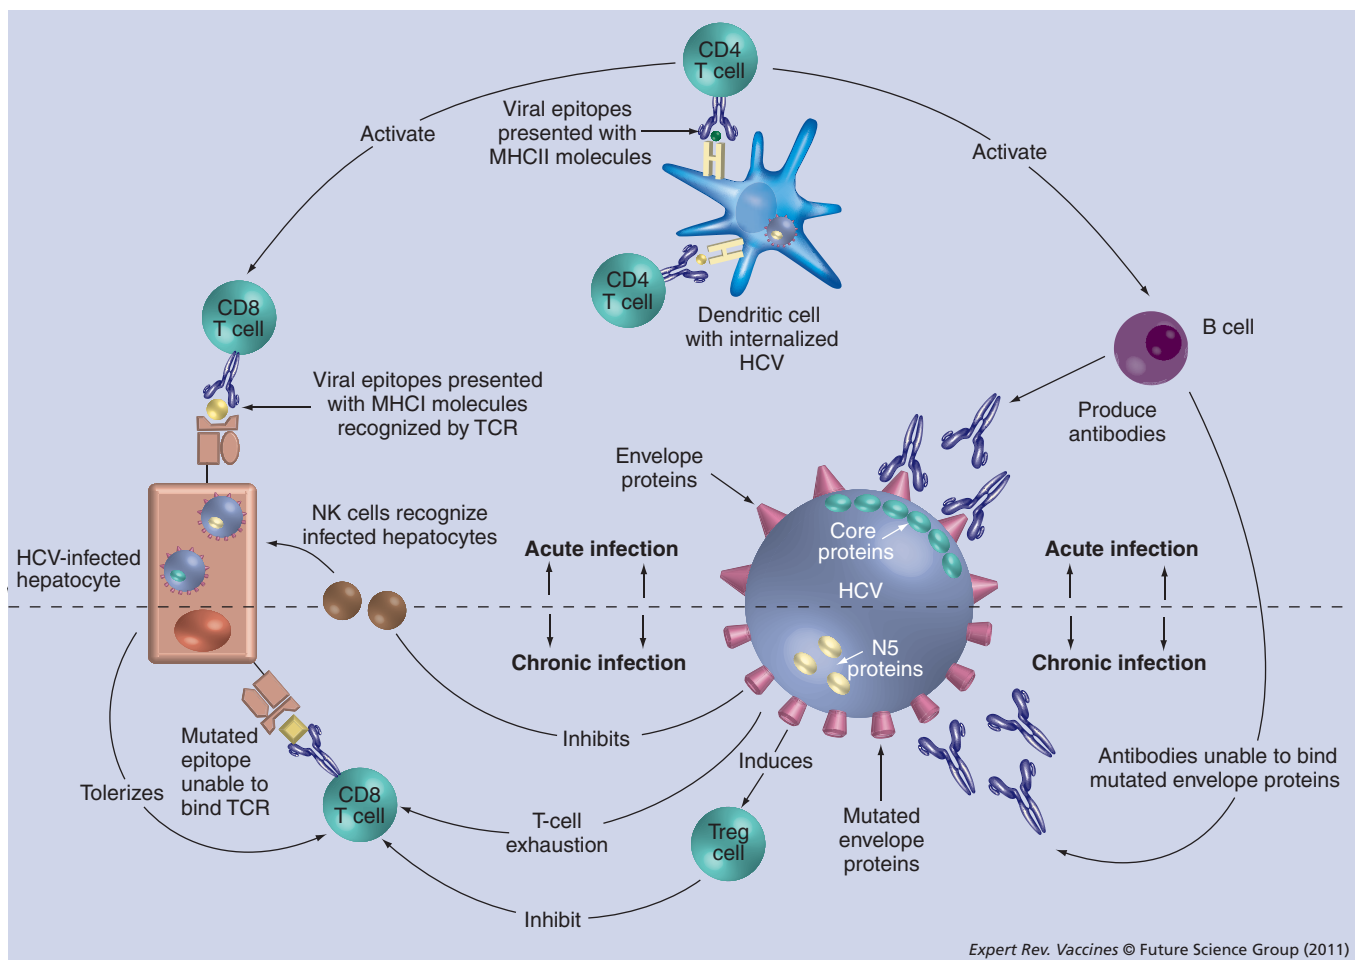 CD4
T cell
Viral epitopes
presented with
MHCII molecules
Activate
Activate
CD4
T cell
Dendritic cell
with internalized
HCV
CD8
T cell
B cell
Viral epitopes presented
with MHCI molecules
recognized by TCR
Produce
antibodies
Envelope
proteins
NK cells recognize
infected hepatocytes
Core
proteins
HCV-infected
hepatocyte
Acute infection
Acute infection
HCV
Chronic infection
Chronic infection
N5
proteins
Mutated
epitope
unable to
bind TCR
Inhibits
Induces
Antibodies unable to bind
mutated envelope proteins
Tolerizes
CD8
T cell
T-cell
exhaustion
Treg
cell
Mutated
envelope
proteins
Inhibit
Expert Rev. Vaccines © Future Science Group (2011)